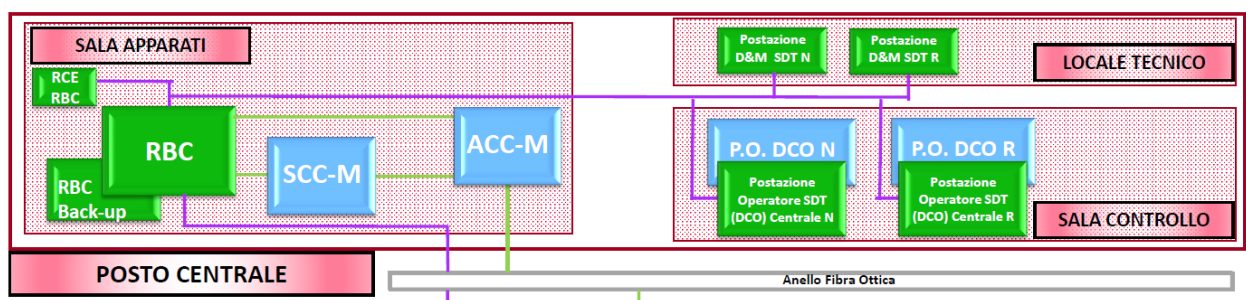 SALA APPARATI
RCE
RBC
RBC
RBC
Back-up
SCC-M
ACC-M
Postazione
D&M SDT N
Postazione
D&M SDT R
LOCALE TECNICO
P.O. DCO N
Postazione
Operatore SDT
(DCO) Centrale N
P.O. DCO R
Postazione
Operatore SDT
(DCO) Centrale R
SALA CONTROLLO
POSTO CENTRALE
Anello Fibra Ottica